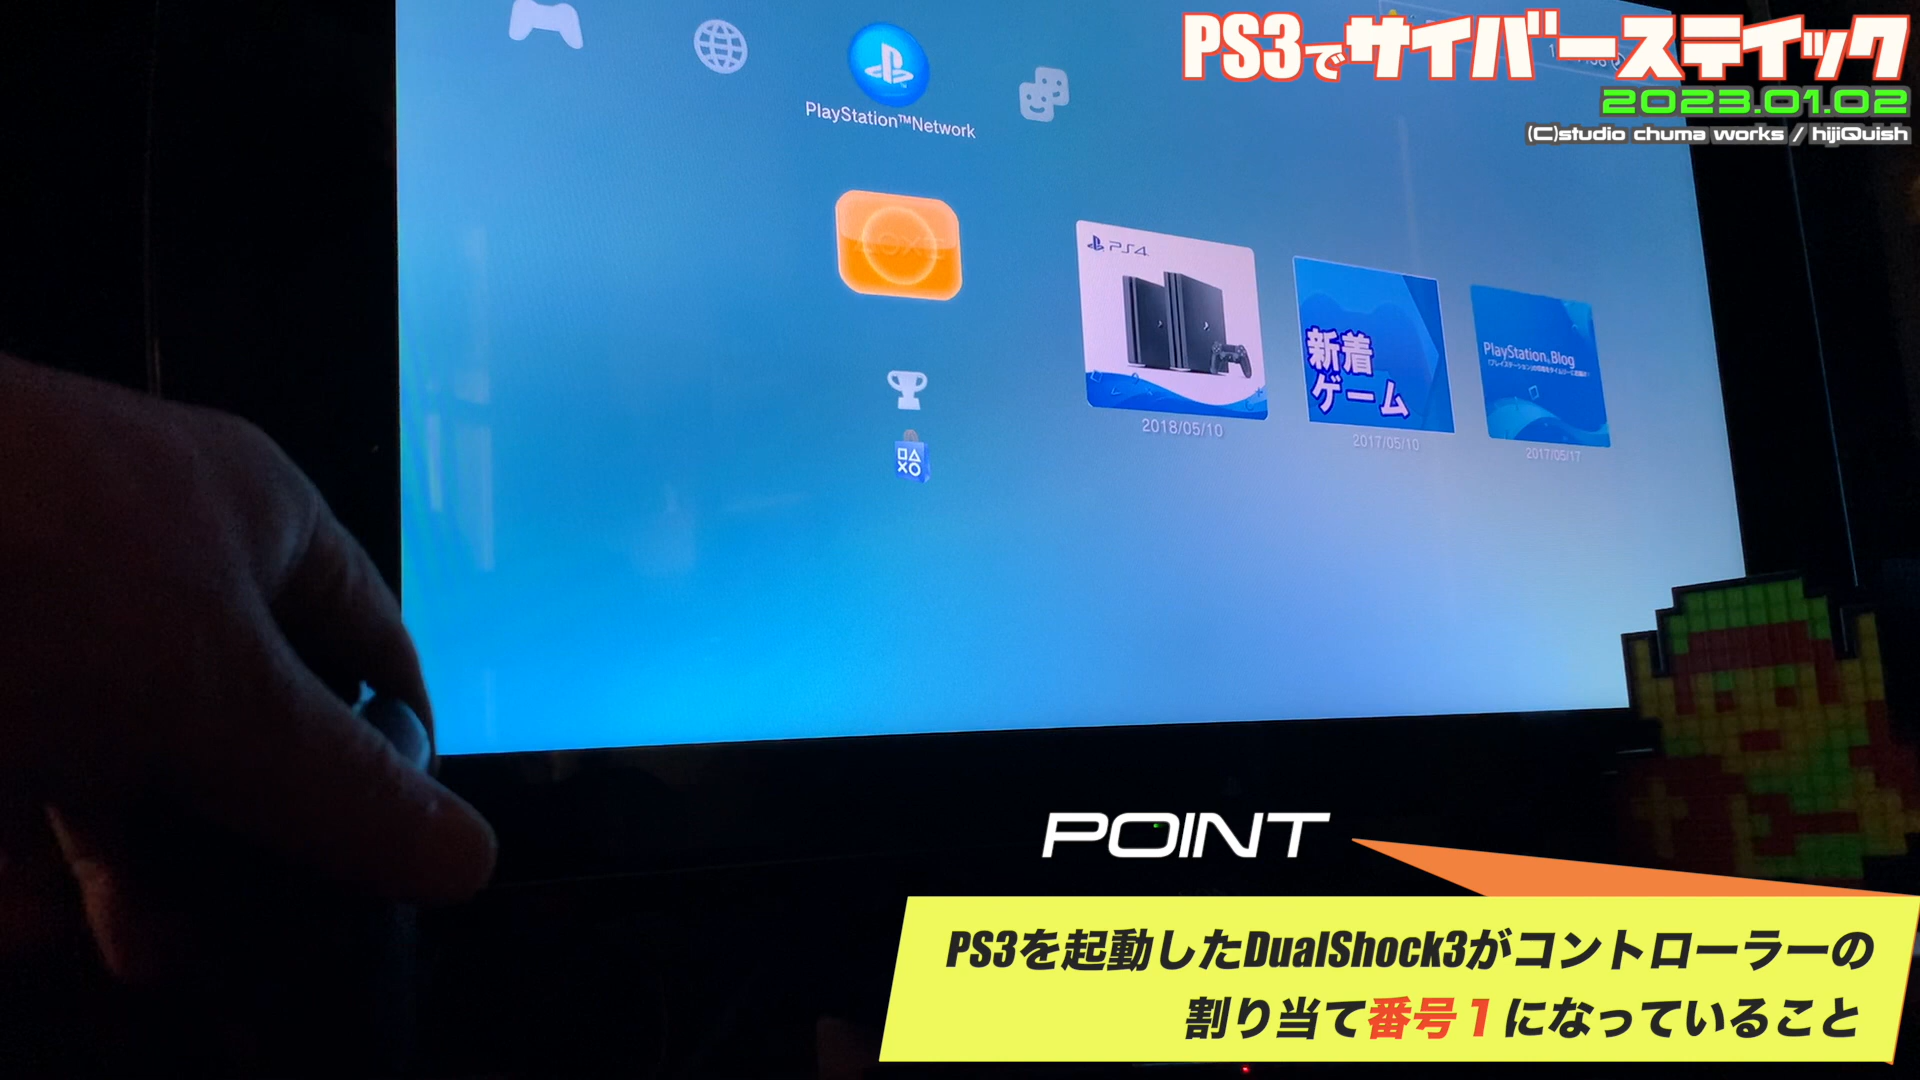 PS3でサイバースティック
2023.01.02
(C)studio chuma works / hijiQuish
PlayStation™Network
PS4
2018/05/10
新着
ゲーム
2017/05/10
PlayStation.Blog
2017/05/17
POINT
PS3を起動したDualShock3がコントローラーの
割り当て番号1になっていること